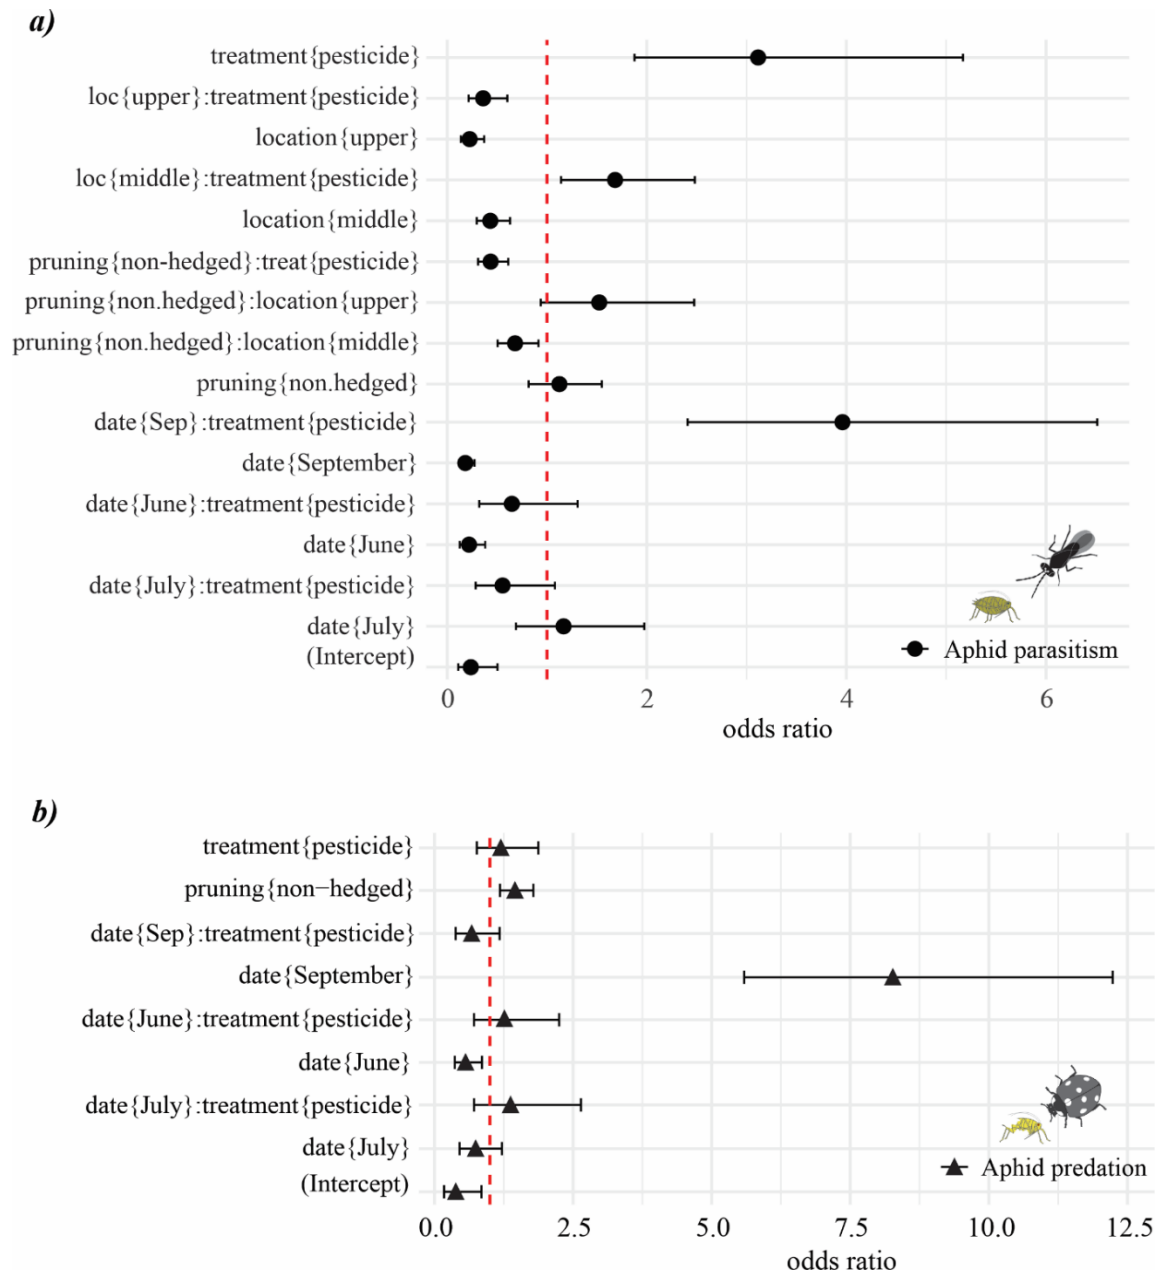 a)
treatment{pesticide}
loc{upper}:treatment{pesticide}
location{upper}
loc{middle}:treatment{pesticide}
location{middle}
pruning{non-hedged}:treat{pesticide}
pruning{non.hedged}:location{upper}
pruning{non.hedged}:location{middle}
pruning{non.hedged}
date{Sep}:treatment{pesticide}
date{September}
date{June}:treatment{pesticide}
date{June}
date{July}:treatment{pesticide}
date{July}
(Intercept)
Aphid parasitism
0 2 4 6
odds ratio
b)
treatment{pesticide}
pruning{non−hedged}
date{Sep}:treatment{pesticide}
date{September}
date{June}:treatment{pesticide}
date{June}
date{July}:treatment{pesticide}
date{July}
(Intercept)
Aphid predation
0.0 2.5 5.0 7.5 10.0 12.5
odds ratio